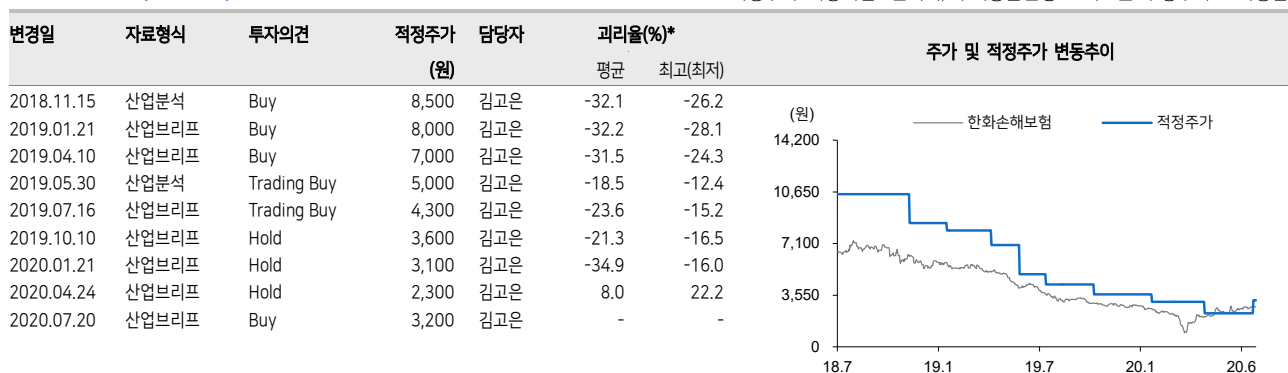 변경일 자료형식 투자의견 적정주가 담당자 괴리율(%)* 주가 및 적정주가 변동추이
(원) 평균 최고(최저)
2018.11.15 산업분석 Buy 8,500 김고은 -32.1 -26.2
2019.01.21 산업브리프 Buy 8,000 김고은 -32.2 -28.1
2019.04.10 산업브리프 Buy 7,000 김고은 -31.5 -24.3
2019.05.30 산업분석 Trading Buy 5,000 김고은 -18.5 -12.4
2019.07.16 산업브리프 Trading Buy 4,300 김고은 -23.6 -15.2
2019.10.10 산업브리프 Hold 3,600 김고은 -21.3 -16.5
2020.01.21 산업브리프 Hold 3,100 김고은 -34.9 -16.0
2020.04.24 산업브리프 Hold 2,300 김고은 8.0 22.2
2020.07.20 산업브리프 Buy 3,200 김고은 - -
(원) 한화손해보험 적정주가
14,200
10,650
7,100
3,550
0
18.7 19.1 19.7 20.1 20.6